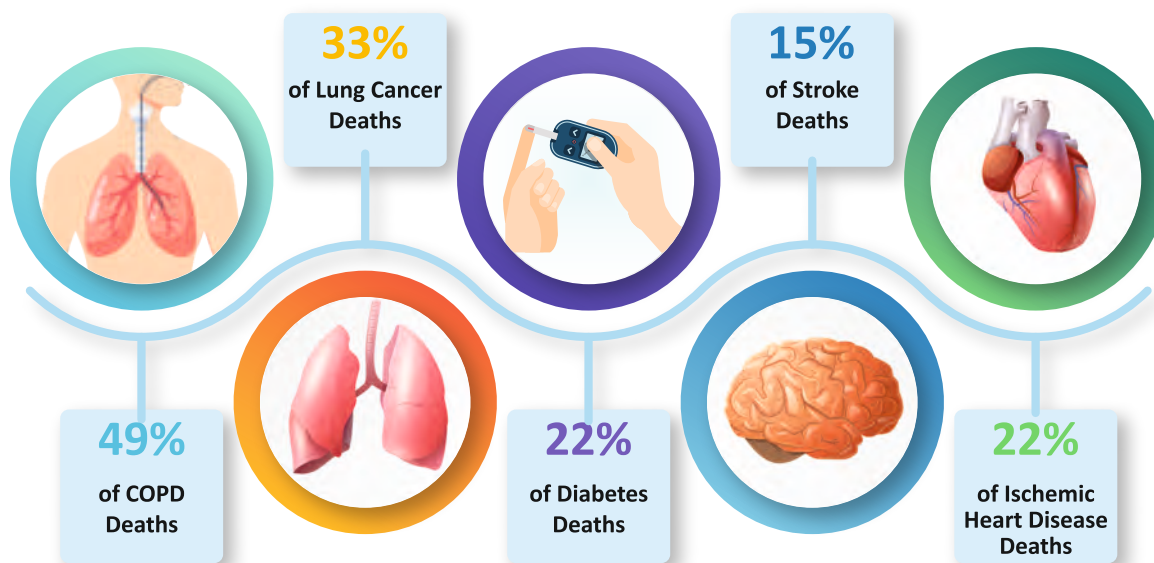 33%
of Lung Cancer
Deaths
15%
of Stroke
Deaths
49%
of COPD
Deaths
22%
of Diabetes
Deaths
22%
of Ischemic
Heart Disease
Deaths